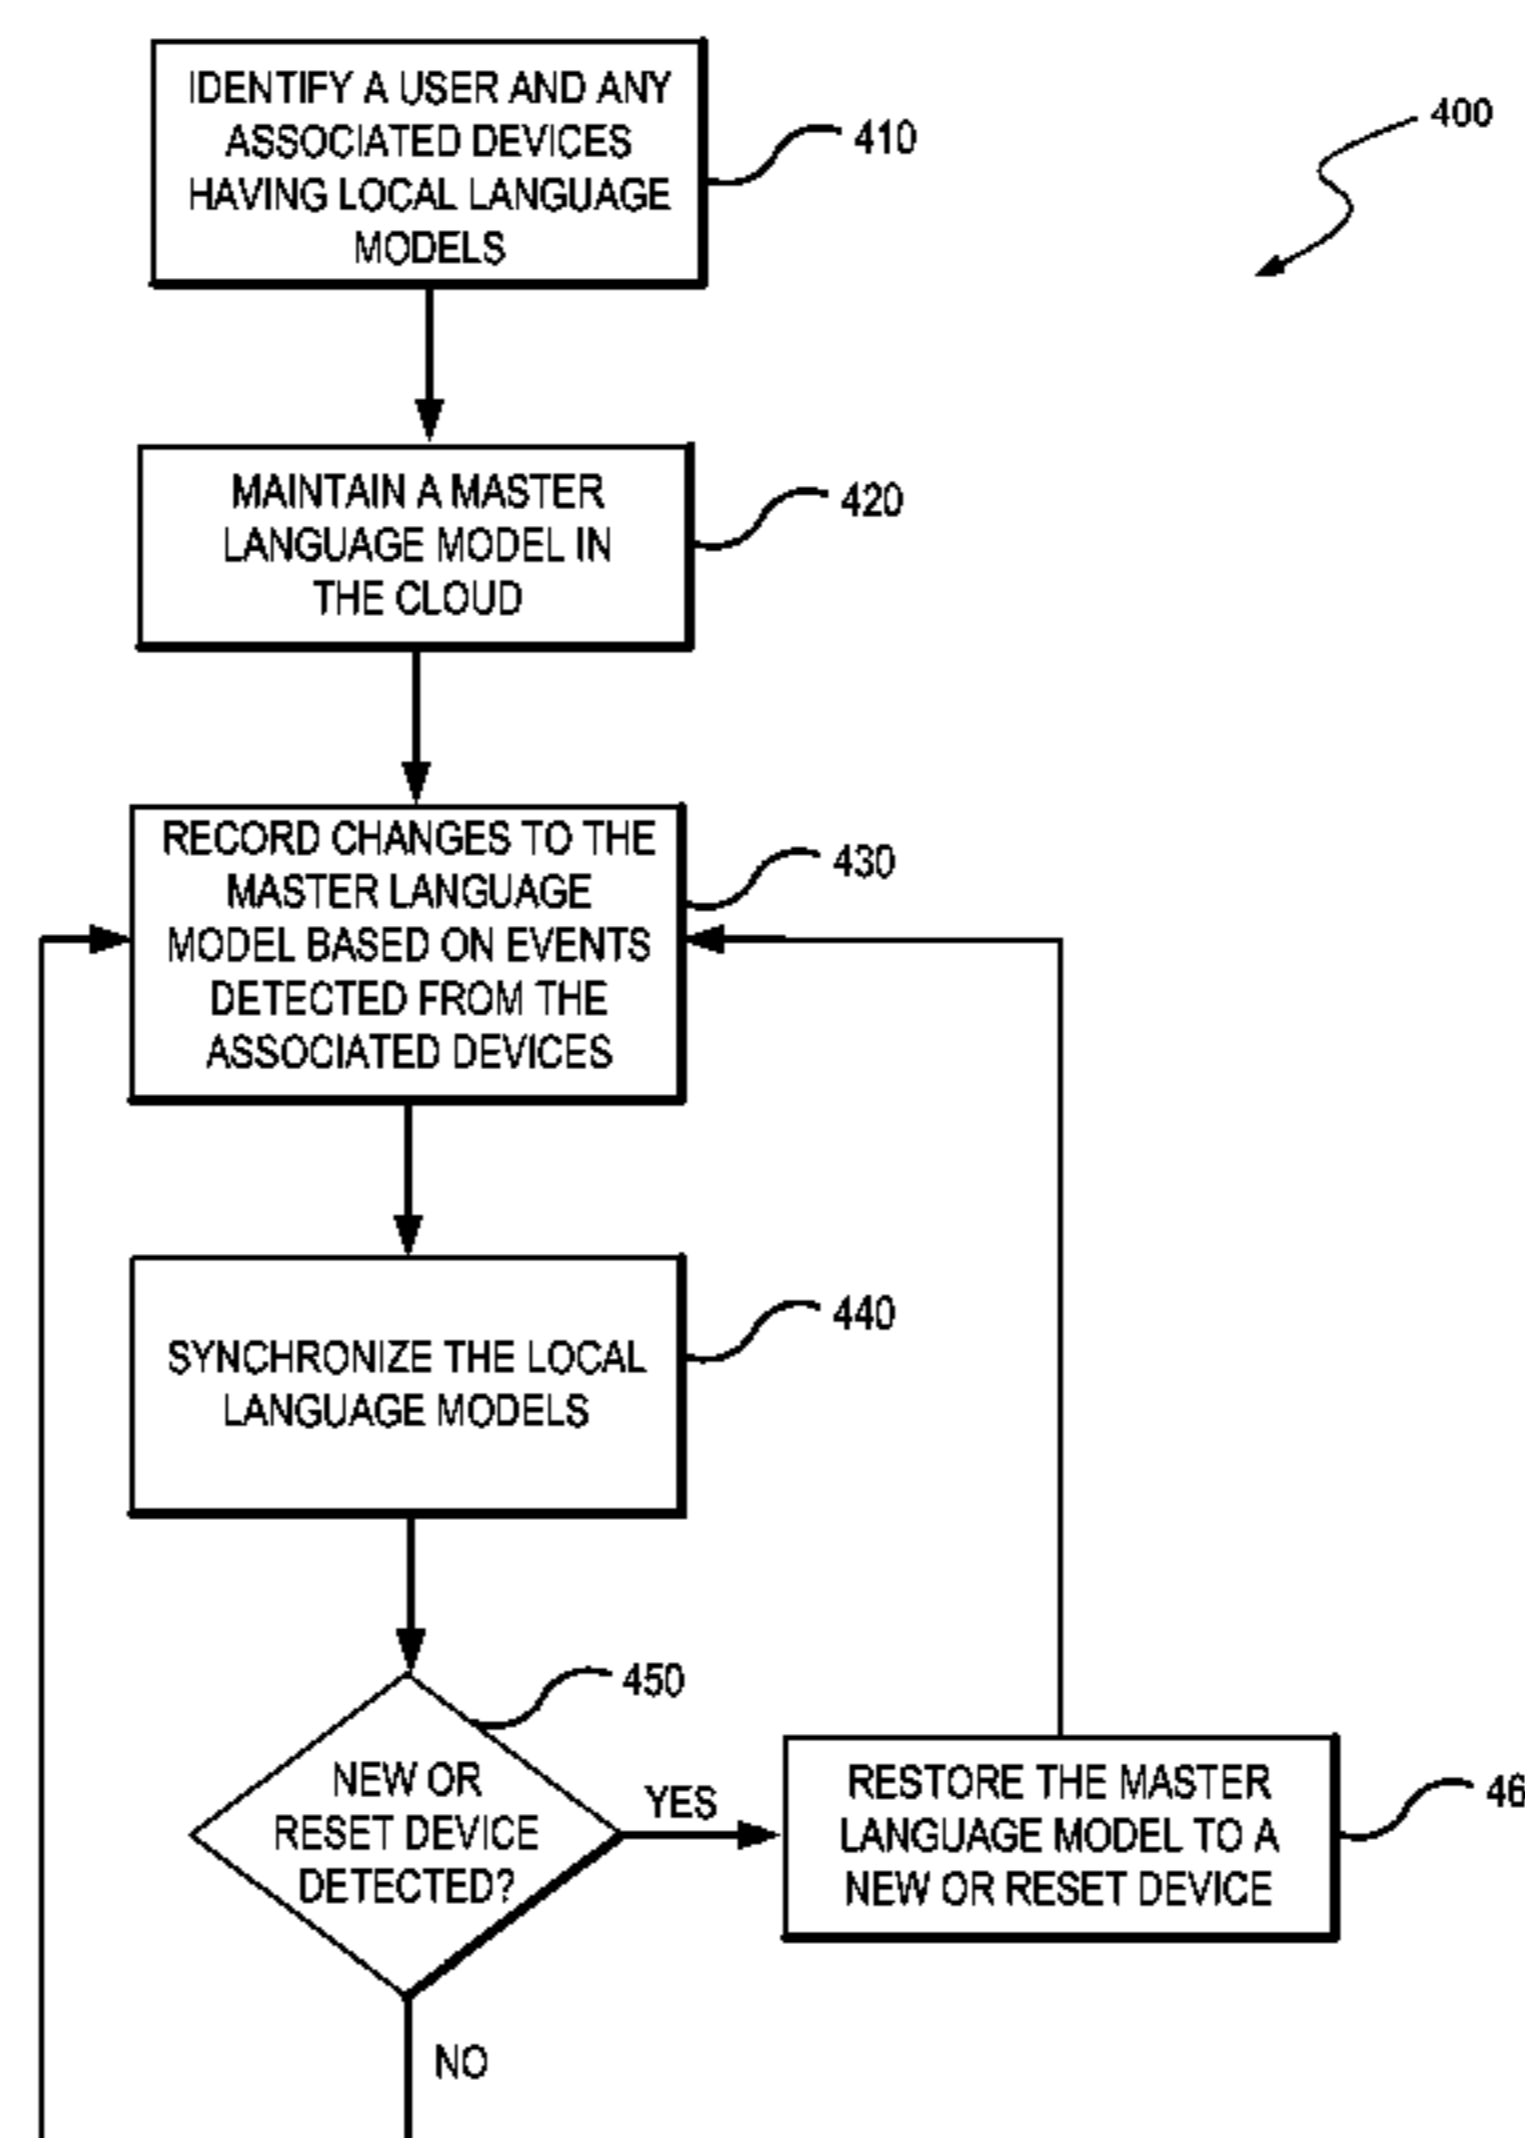 IDENTIFY A USER AND ANY
ASSOCIATED DEVICES
HAVING LOCAL LANGUAGE
MODELS
410
400
MAINTAIN A MASTER
LANGUAGE MODEL IN
THE CLOUD
420
RECORD CHANGES TO THE
MASTER LANGUAGE
MODEL BASED ON EVENTS
DETECTED FROM THE
ASSOCIATED DEVICES
430
SYNCHRONIZE THE LOCAL
LANGUAGE MODELS
440
450
NEW OR
RESET DEVICE
DETECTED?
YES
RESTORE THE MASTER
LANGUAGE MODEL TO A
NEW OR RESET DEVICE
46
NO